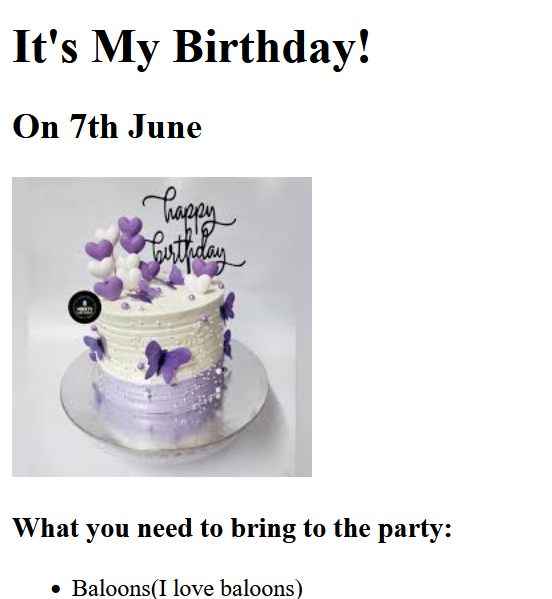 It's My Birthday!
On 7th June
happy
birthday
What you need to bring to the party:
Baloons(I love baloons)